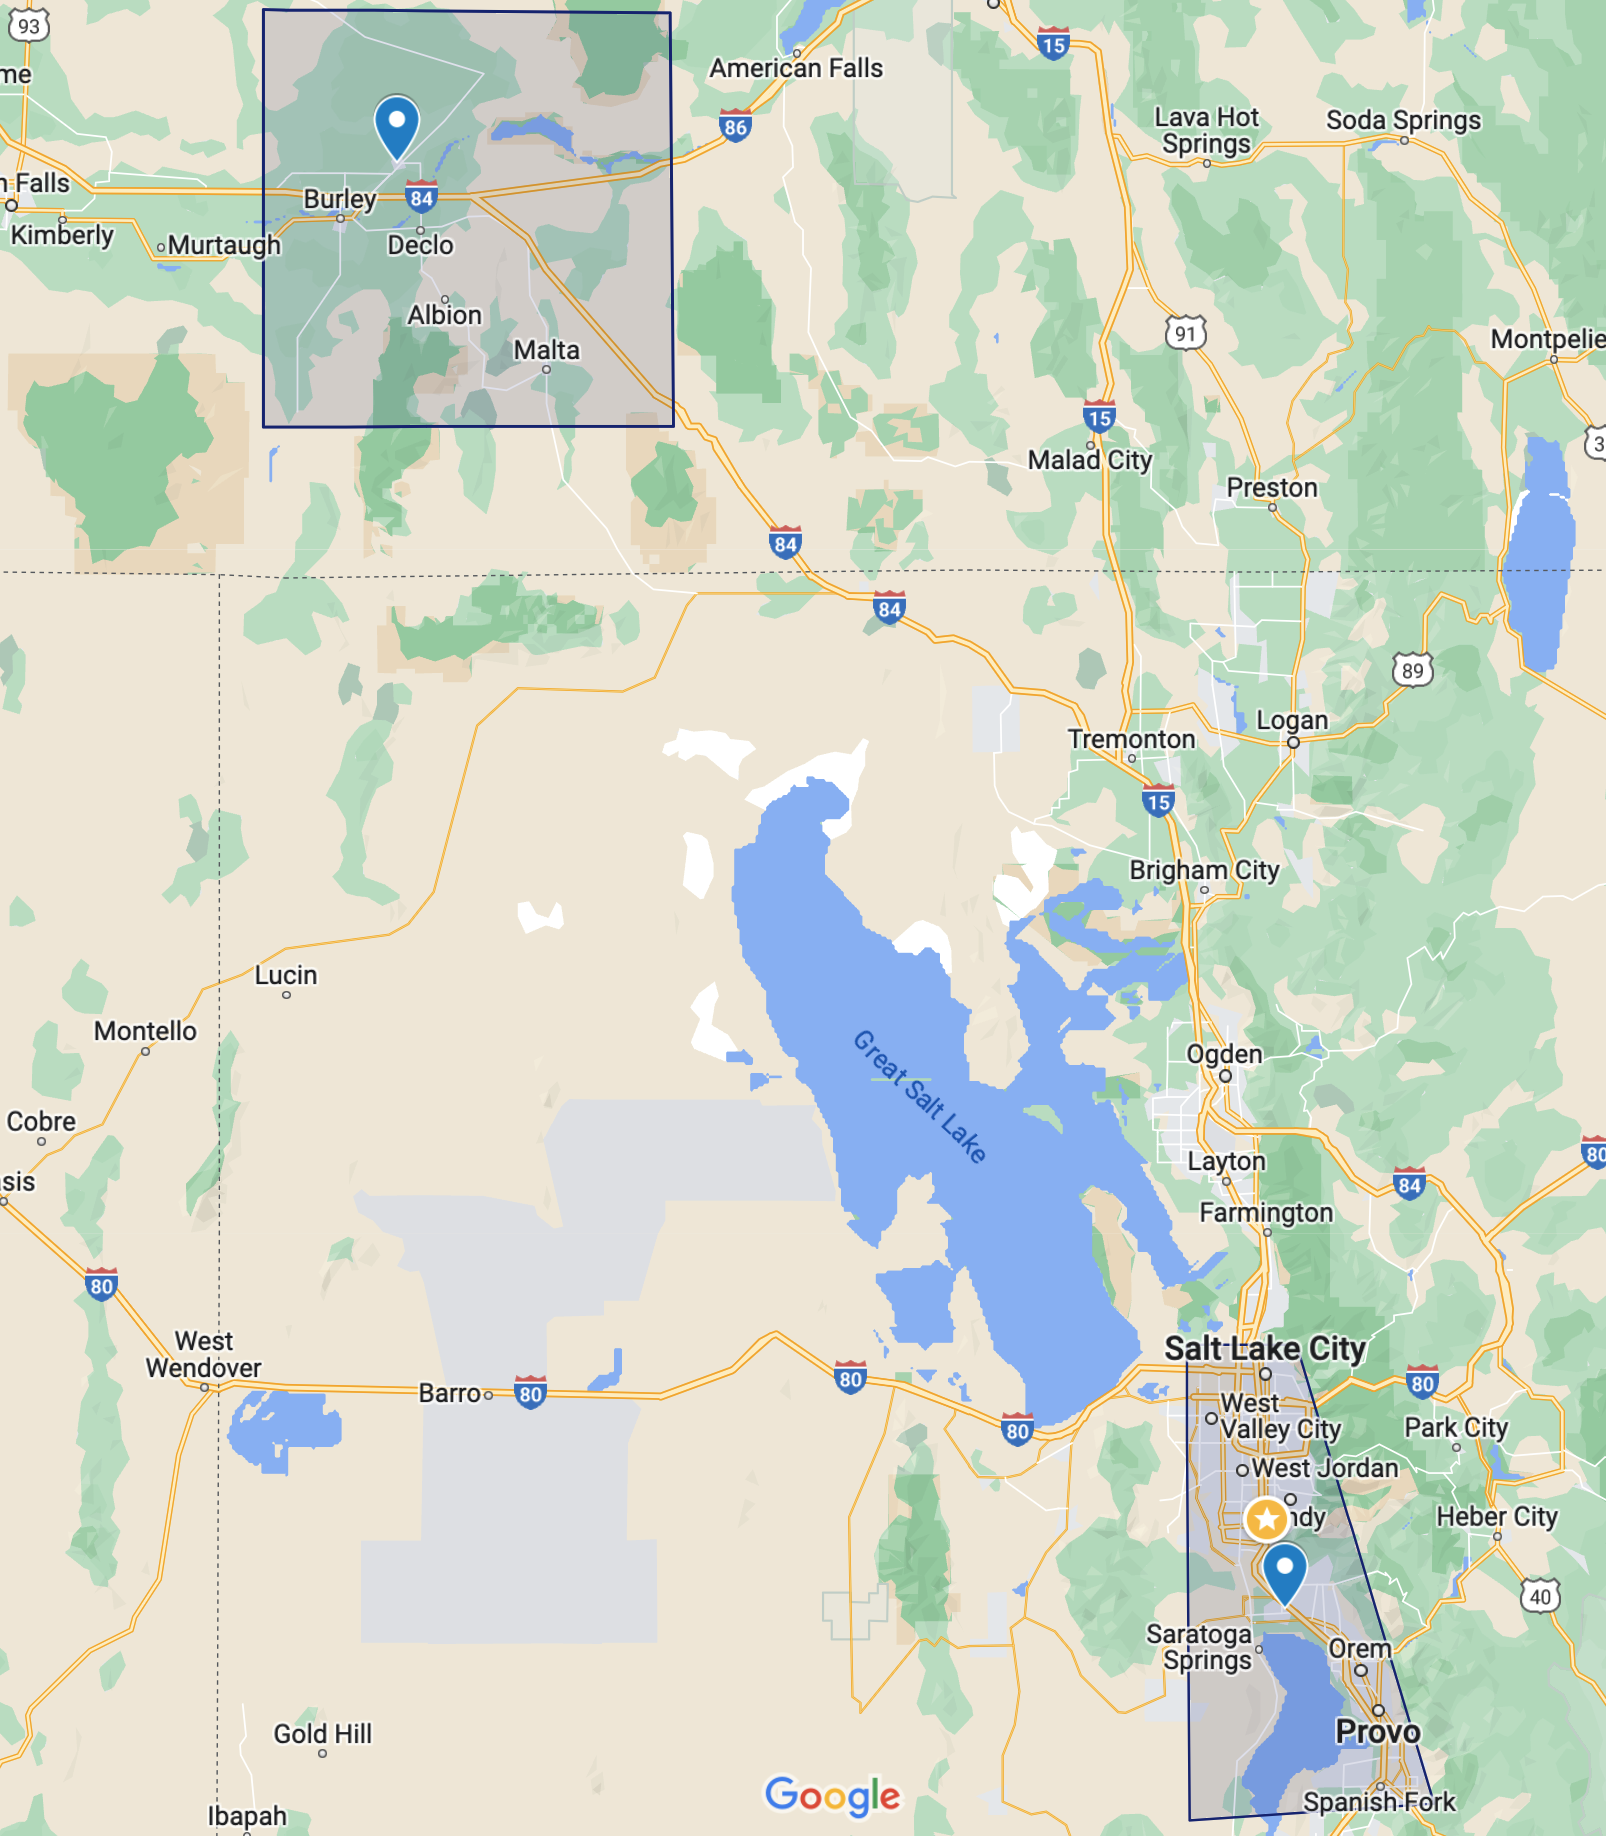 93
15
American Falls
86
Lava Hot
Springs
Soda Springs
Falls
Burley
84
Kimberly
Murtaugh
Declo
Albion
91
Malta
Montpelie
15
3
Malad City
Preston
84
84
89
Logan
Tremonton
15
Brigham City
Lucin
Montello
Great Salt Lake
Ogden
Cobre
80
Layton
84
asis
Farmington
80
West
Wendover
Salt Lake City
Barro
80
80
80
West
Valley City
Park City
80
West Jordan
ndy
Heber City
40
Saratoga
Springs
Orem
Gold Hill
Provo
Google
Spanish Fork
Ibapah